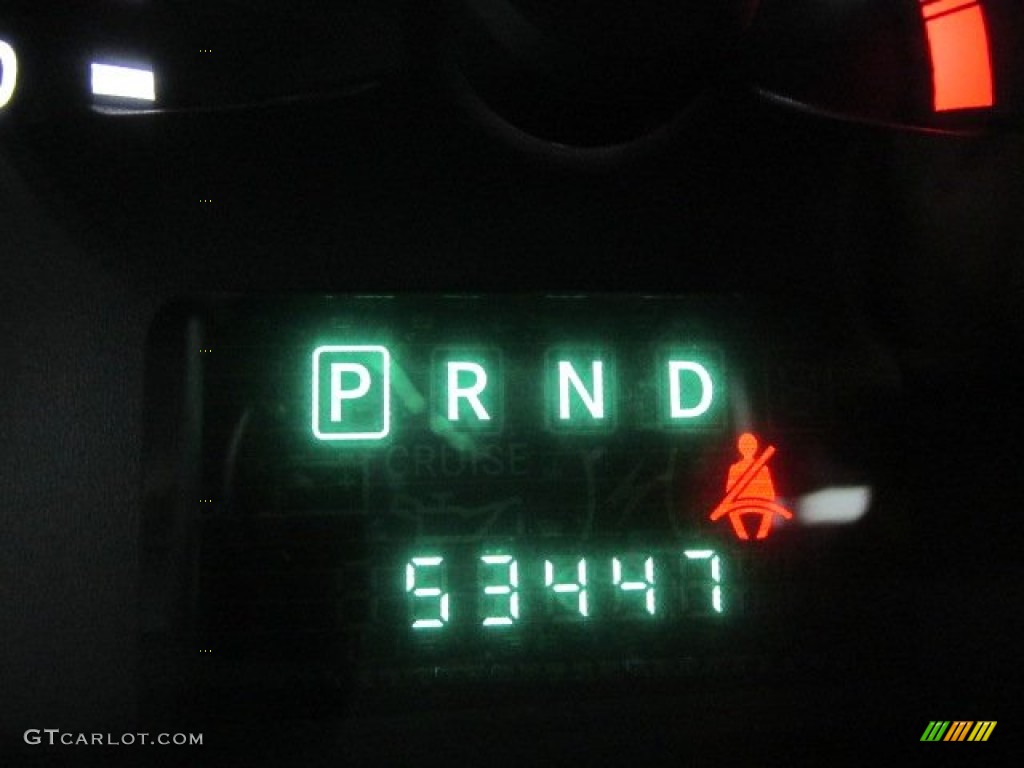 P R N D
CRUISE
53447
GTCARLOT.COM